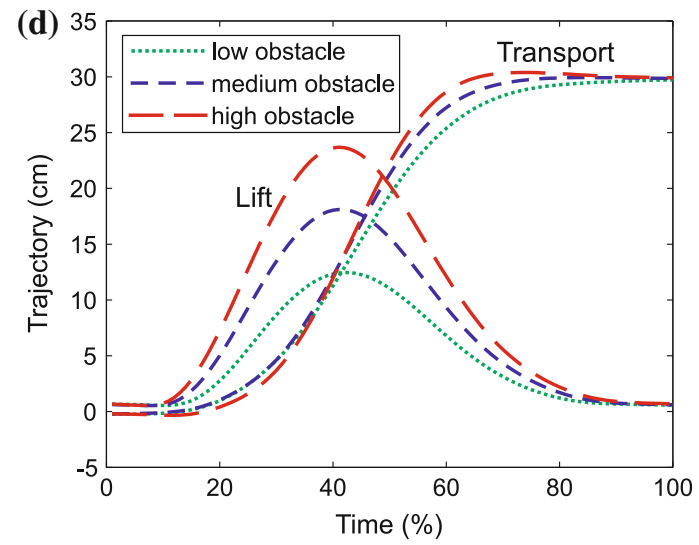 (d)
low obstacle
medium obstacle
high obstacle
Transport
Lift
Trajectory (cm)
35
30
25
20
15
10
5
0
-5
0 20 40 60 80 100
Time (%)